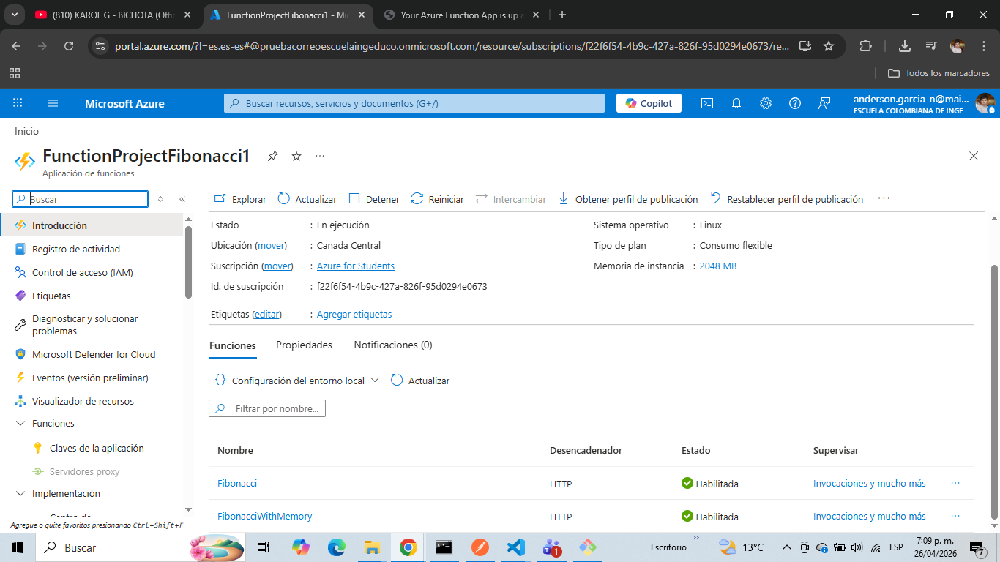 (810) KAROL G - BICHOTA (Offi
FunctionProjectFibonacci1 - Mic
Your Azure Function App is up a
portal.azure.com/?l=es.es-es#@pruebacorreoescuelaingeduco.onmicrosoft.com/resource/subscriptions/f22f6f54-4b9c-427a-826f-95d0294e0673/re...
Todos los marcadores
Microsoft Azure
Buscar recursos, servicios y documentos (G+/)
Copilot
anderson.garcia-n@mai...
ESCUELA COLOMBIANA DE INGE...
Inicio
FunctionProjectFibonacci1
Aplicación de funciones
Buscar
Explorar
Actualizar
Detener
Reiniciar
Intercambiar
Obtener perfil de publicación
Restablecer perfil de publicación
Introducción
Registro de actividad
Control de acceso (IAM)
Etiquetas
Diagnosticar y solucionar
problemas
Microsoft Defender for Cloud
Eventos (versión preliminar)
Visualizador de recursos
Funciones
Claves de la aplicación
Servidores proxy
Implementación
Agregue o quite favoritos presionando Ctrl+Shift+F
Estado : En ejecución
Ubicación (mover) : Canada Central
Suscripción (mover) : Azure for Students
Id. de suscripción : f22f6f54-4b9c-427a-826f-95d0294e0673
Etiquetas (editar) : Agregar etiquetas
Sistema operativo : Linux
Tipo de plan : Consumo flexible
Memoria de instancia : 2048 MB
Funciones
Propiedades
Notificaciones (0)
Configuración del entorno local
Actualizar
Filtrar por nombre...
Nombre Desencadenador Estado Supervisar
Fibonacci HTTP Habilitada Invocaciones y mucho más
FibonacciWithMemory HTTP Habilitada Invocaciones y mucho más
Buscar
1
Escritorio
13°C
ESP
7:09 p. m.
26/04/2026
7